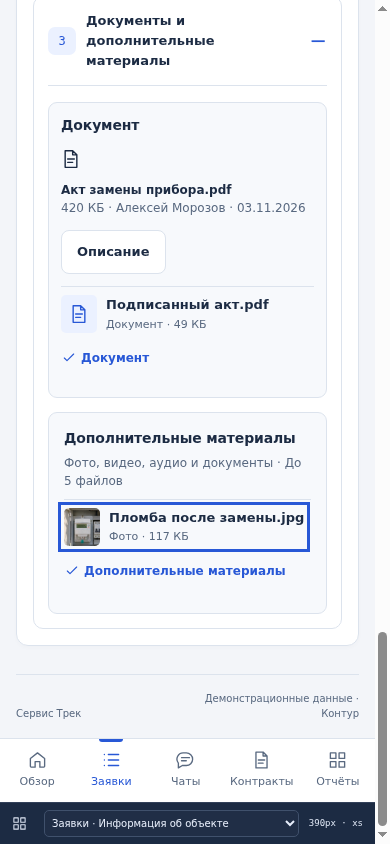 3
Документы и
дополнительные
материалы
Документ
Акт замены прибора.pdf
420 КБ · Алексей Морозов · 03.11.2026
Описание
Подписанный акт.pdf
Документ · 49 КБ
Документ
Дополнительные материалы
Фото, видео, аудио и документы · До
5 файлов
Пломба после замены.jpg
Фото · 117 КБ
Дополнительные материалы
Сервис Трек
Демонстрационные данные ·
Контур
Обзор
Заявки
Чаты
Контракты
Отчёты
Заявки · Информация об объекте
390px · xs